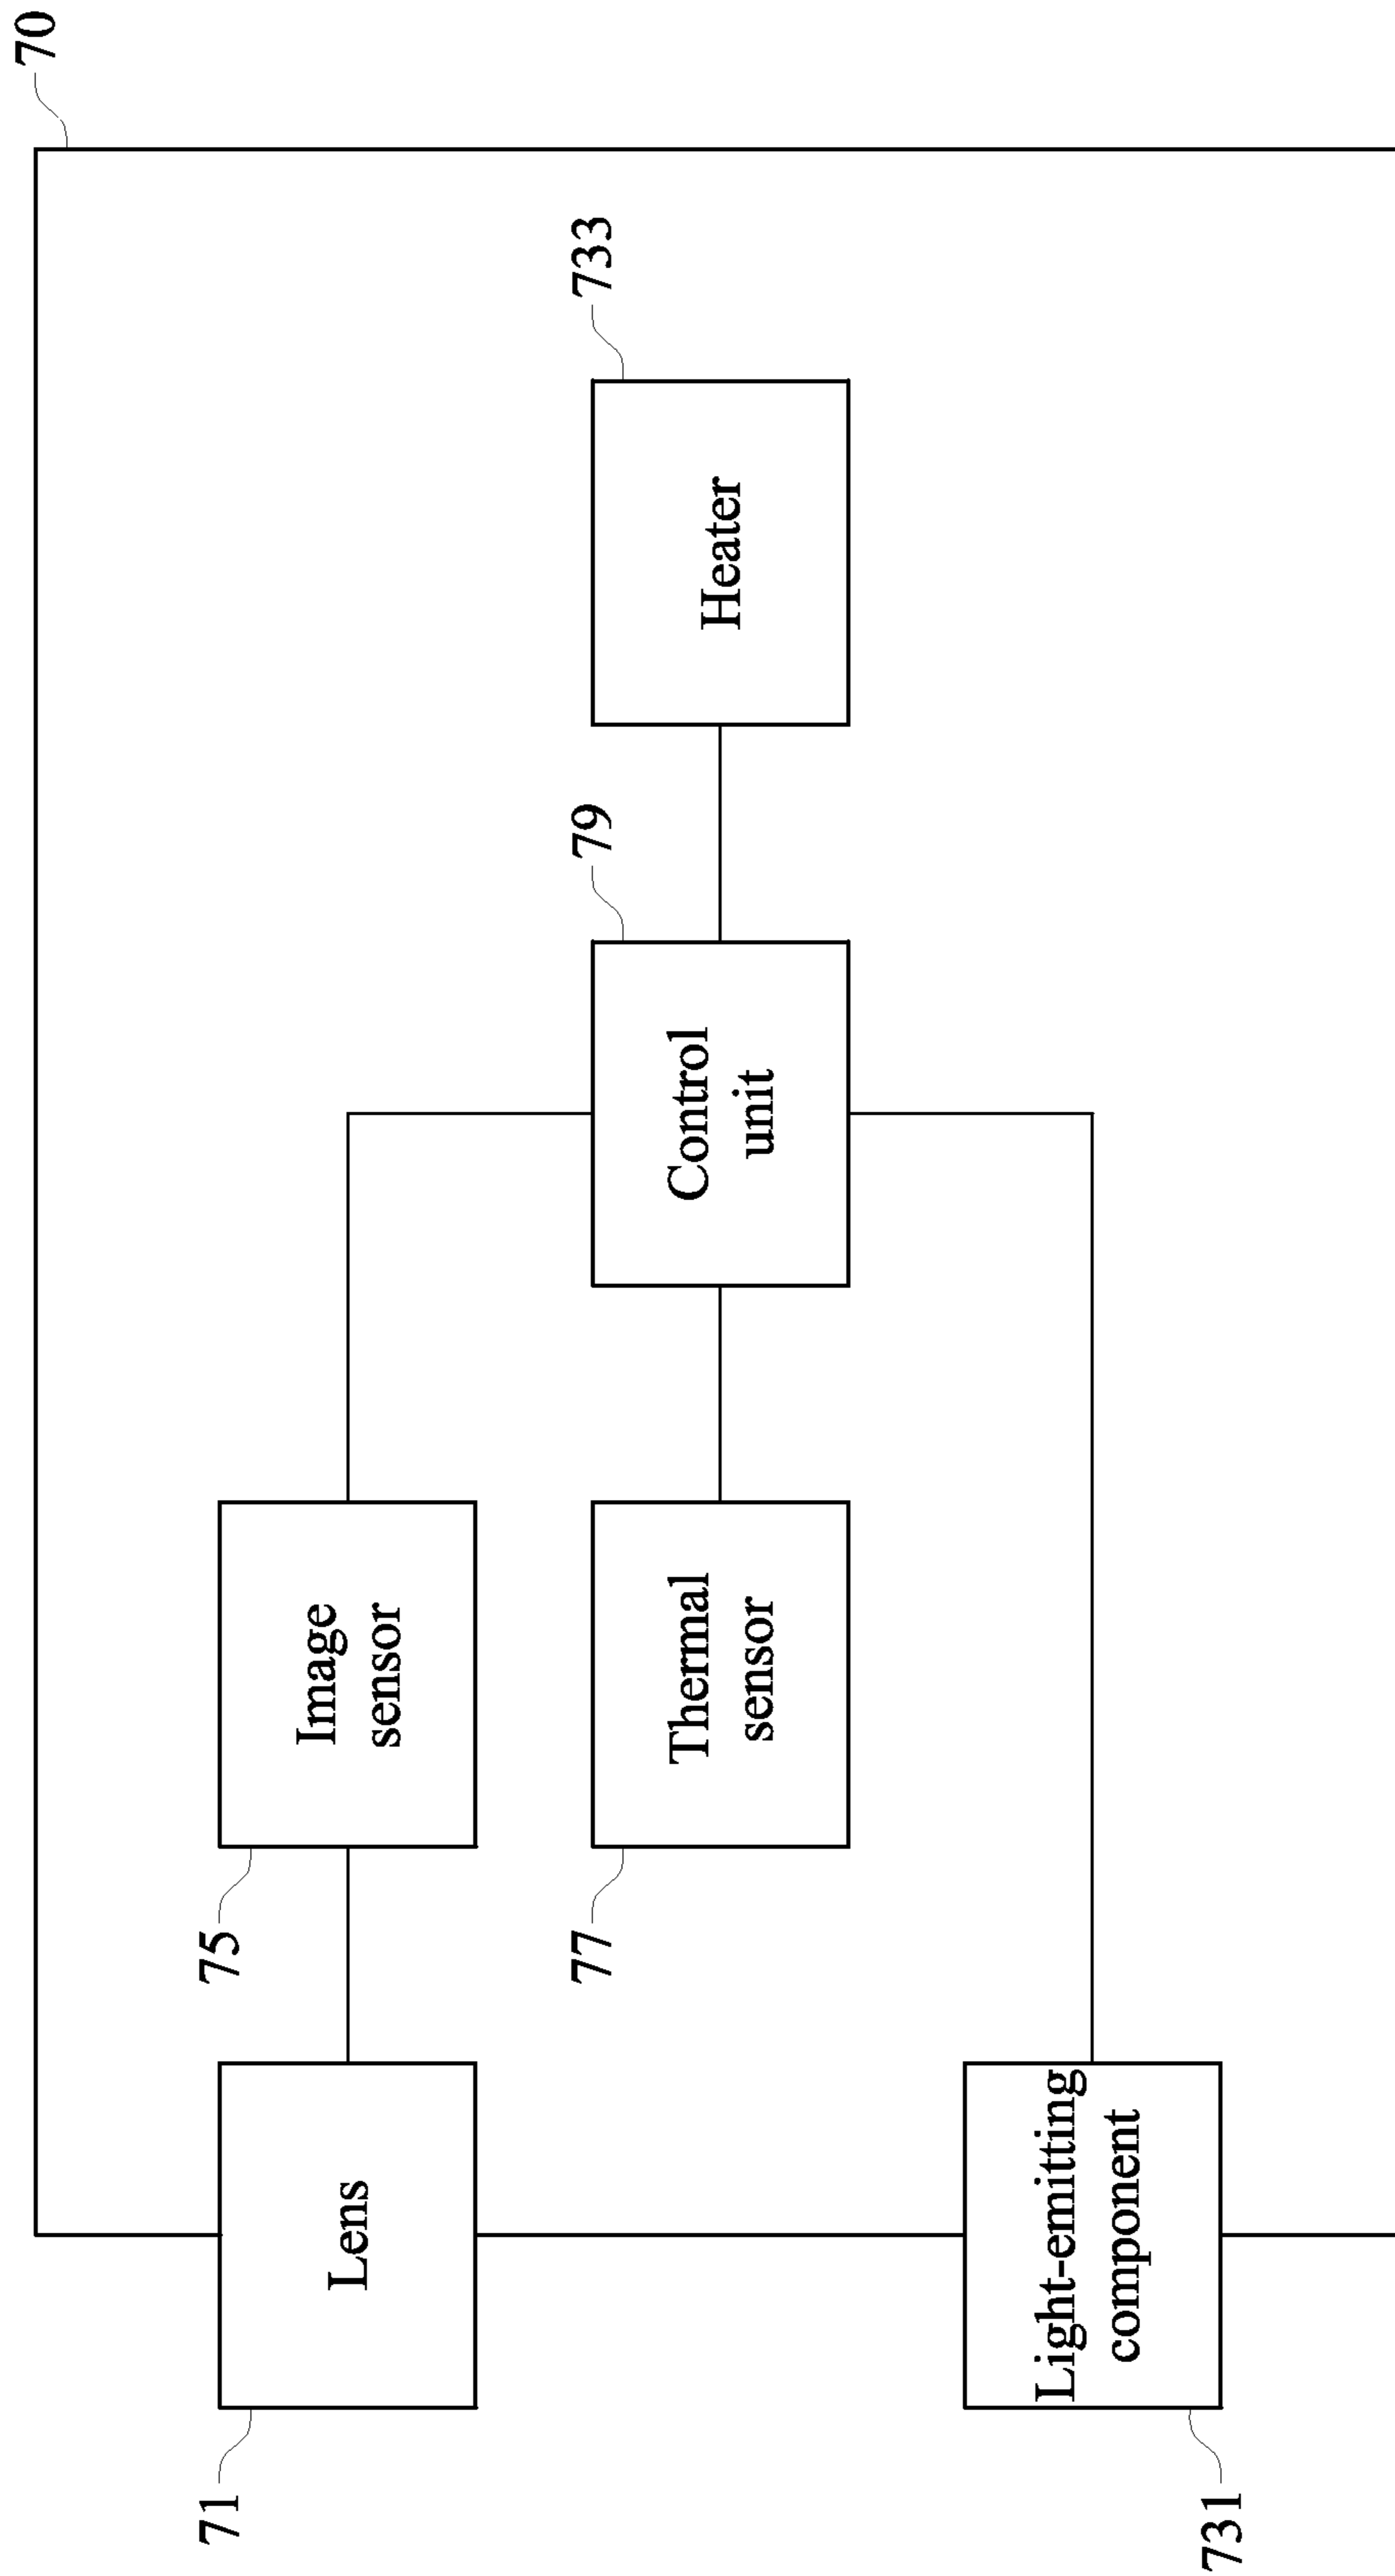 70
71
Lens
75
Image
sensor
77
Thermal
sensor
79
Control
unit
733
Heater
731
Light-emitting
component